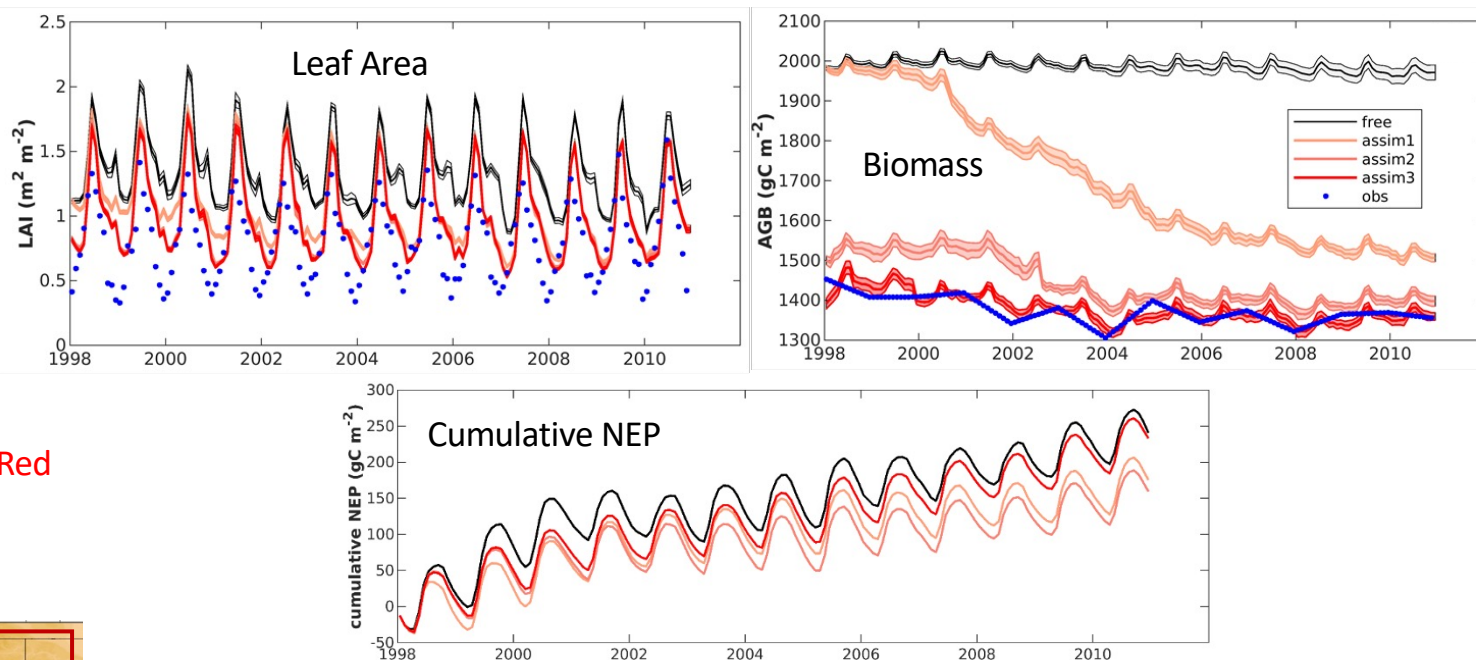 Leaf Area
LAI (m² m⁻²)
2.5
2
1.5
1
0.5
0
1998 2000 2002 2004 2006 2008 2010
Biomass
AGB (gC m⁻²)
2100
2000
1900
1800
1700
1600
1500
1400
1300
1998 2000 2002 2004 2006 2008 2010
free
assim1
assim2
assim3
obs
Red
Cumulative NEP
cumulative NEP (gC m⁻²)
300
250
200
150
100
50
0
-50
1998 2000 2002 2004 2006 2008 2010